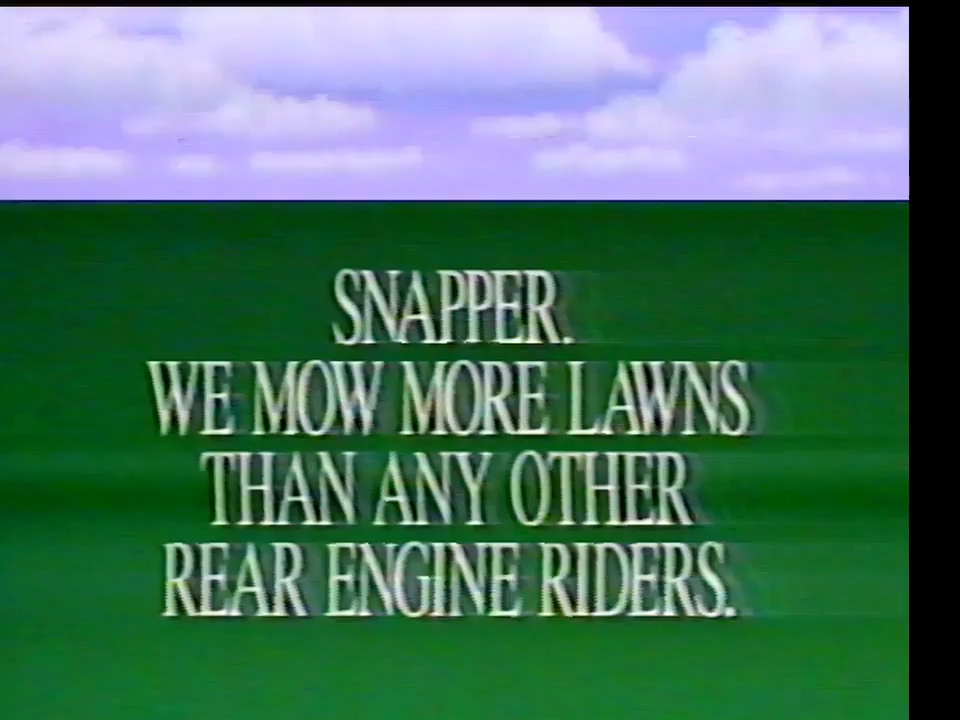 SNAPPER.
WE MOW MORE LAWNS
THAN ANY OTHER
REAR ENGINE RIDERS.